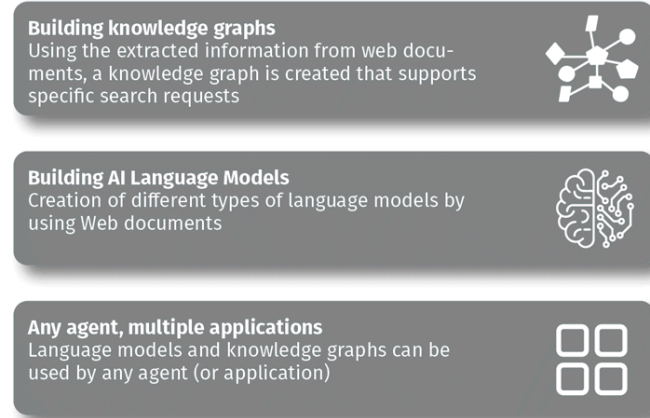 Building knowledge graphs
Using the extracted information from web docu-
ments, a knowledge graph is created that supports
specific search requests
Building AI Language Models
Creation of different types of language models by
using Web documents
Any agent, multiple applications
Language models and knowledge graphs can be
used by any agent (or application)